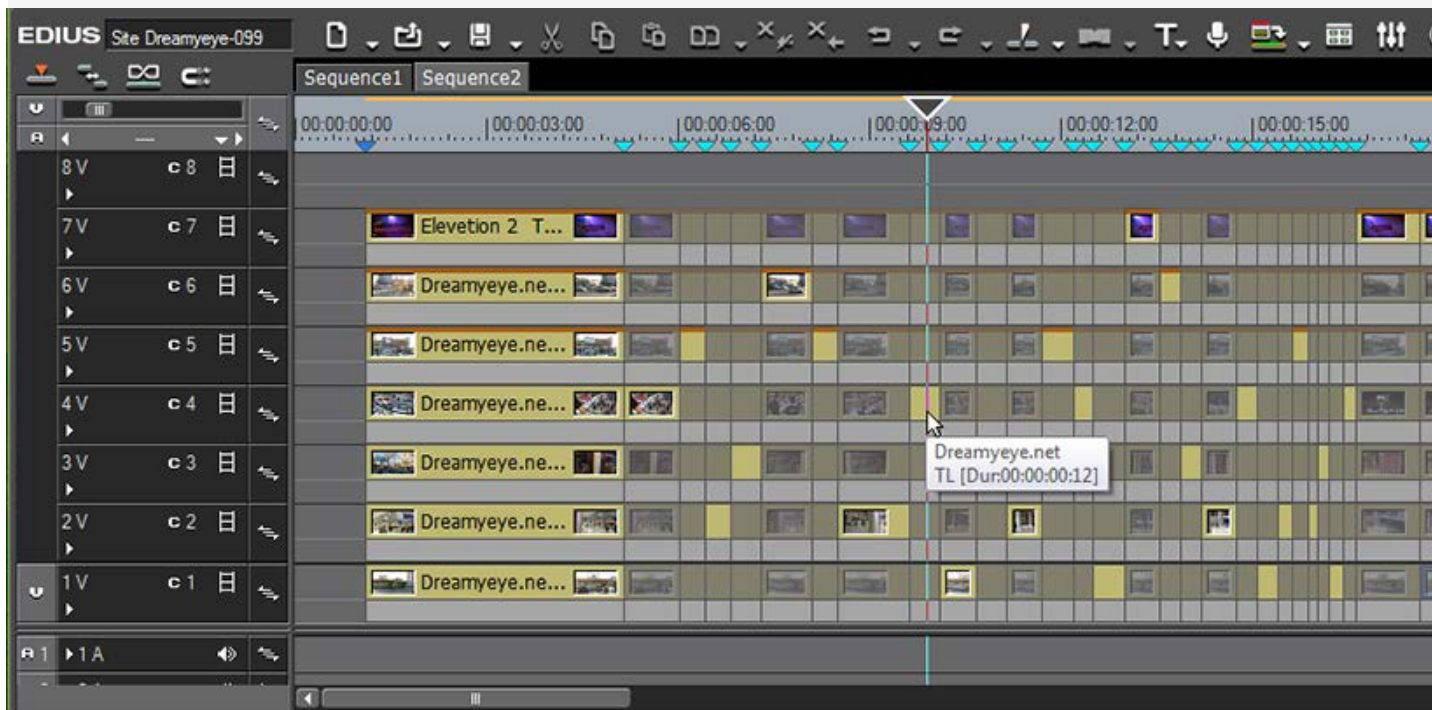 EDIUS Site Dreamyeye-099
Sequence1 Sequence2
00:00:00:00 00:00:03:00 00:00:06:00 00:00:09:00 00:00:12:00 00:00:15:00
8 V C 8
7 V C 7 Elevetion 2 T...
6 V C 6 Dreamyeye.ne...
5 V C 5 Dreamyeye.ne...
4 V C 4 Dreamyeye.ne...
Dreamyeye.net
TL [Dur:00:00:00:12]
3 V C 3 Dreamyeye.ne...
2 V C 2 Dreamyeye.ne...
1 V C 1 Dreamyeye.ne...
A 1 1 A